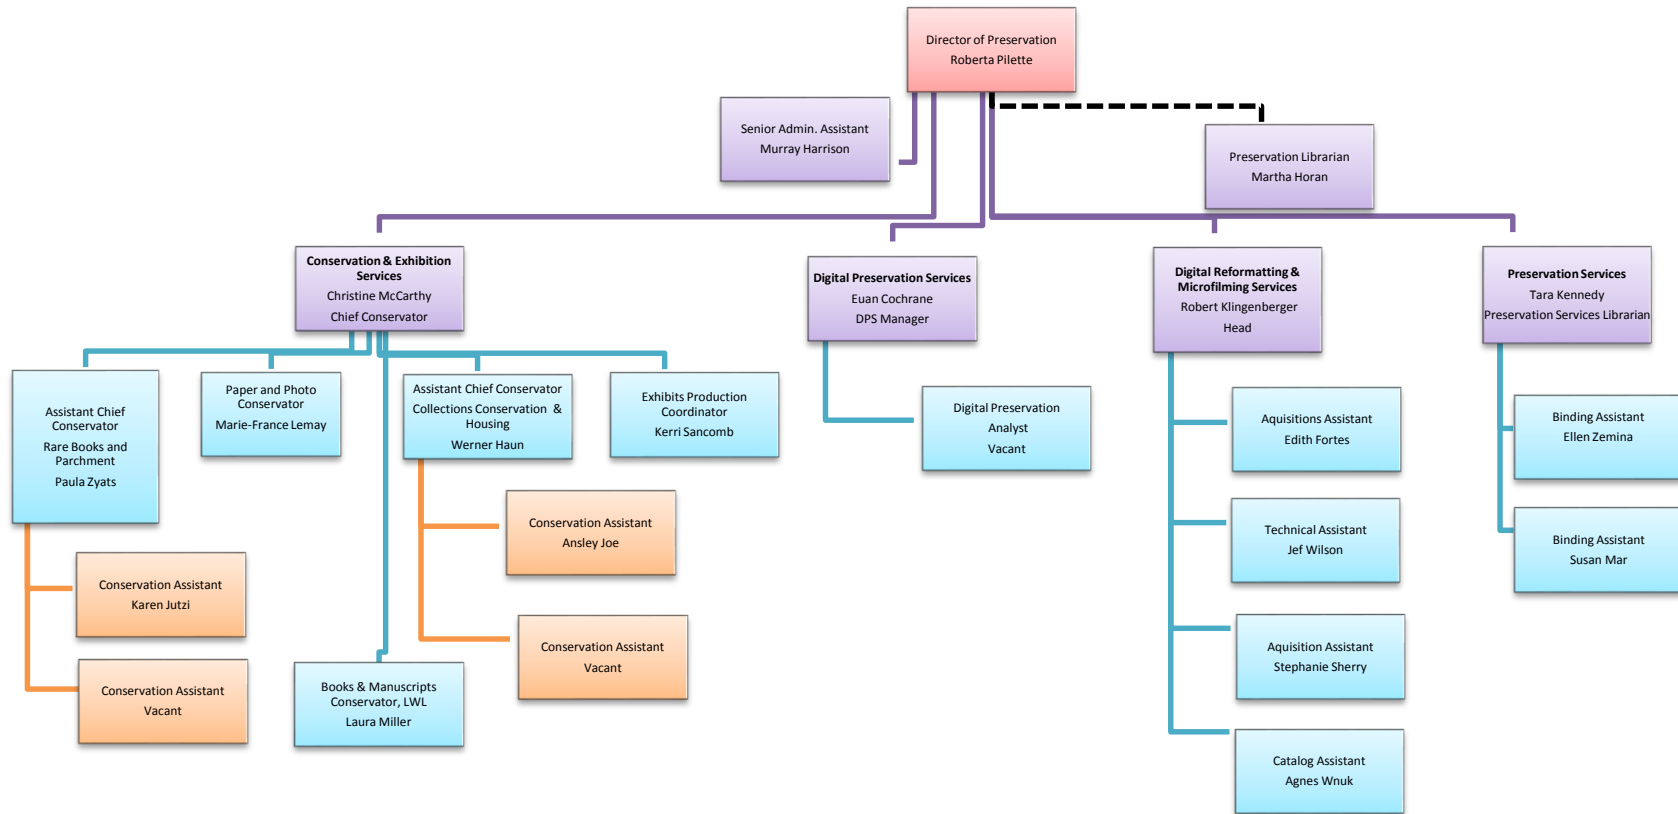 Director of Preservation
Roberta Pilette
Senior Admin. Assistant
Murray Harrison
Preservation Librarian
Martha Horan
Conservation & Exhibition
Services
Christine McCarthy
Chief Conservator
Digital Preservation Services
Euan Cochrane
DPS Manager
Digital Reformatting &
Microfilming Services
Robert Klingenberger
Head
Preservation Services
Tara Kennedy
Preservation Services Librarian
Assistant Chief
Conservator
Rare Books and
Parchment
Paula Zyats
Paper and Photo
Conservator
Marie-France Lemay
Assistant Chief Conservator
Collections Conservation &
Housing
Werner Haun
Exhibits Production
Coordinator
Kerri Sancomb
Digital Preservation
Analyst
Vacant
Aquisitions Assistant
Edith Fortes
Binding Assistant
Ellen Zemina
Conservation Assistant
Ansley Joe
Technical Assistant
Jef Wilson
Binding Assistant
Susan Mar
Conservation Assistant
Karen Jutzi
Conservation Assistant
Vacant
Aquisition Assistant
Stephanie Sherry
Conservation Assistant
Vacant
Books & Manuscripts
Conservator, LWL
Laura Miller
Catalog Assistant
Agnes Wnuk